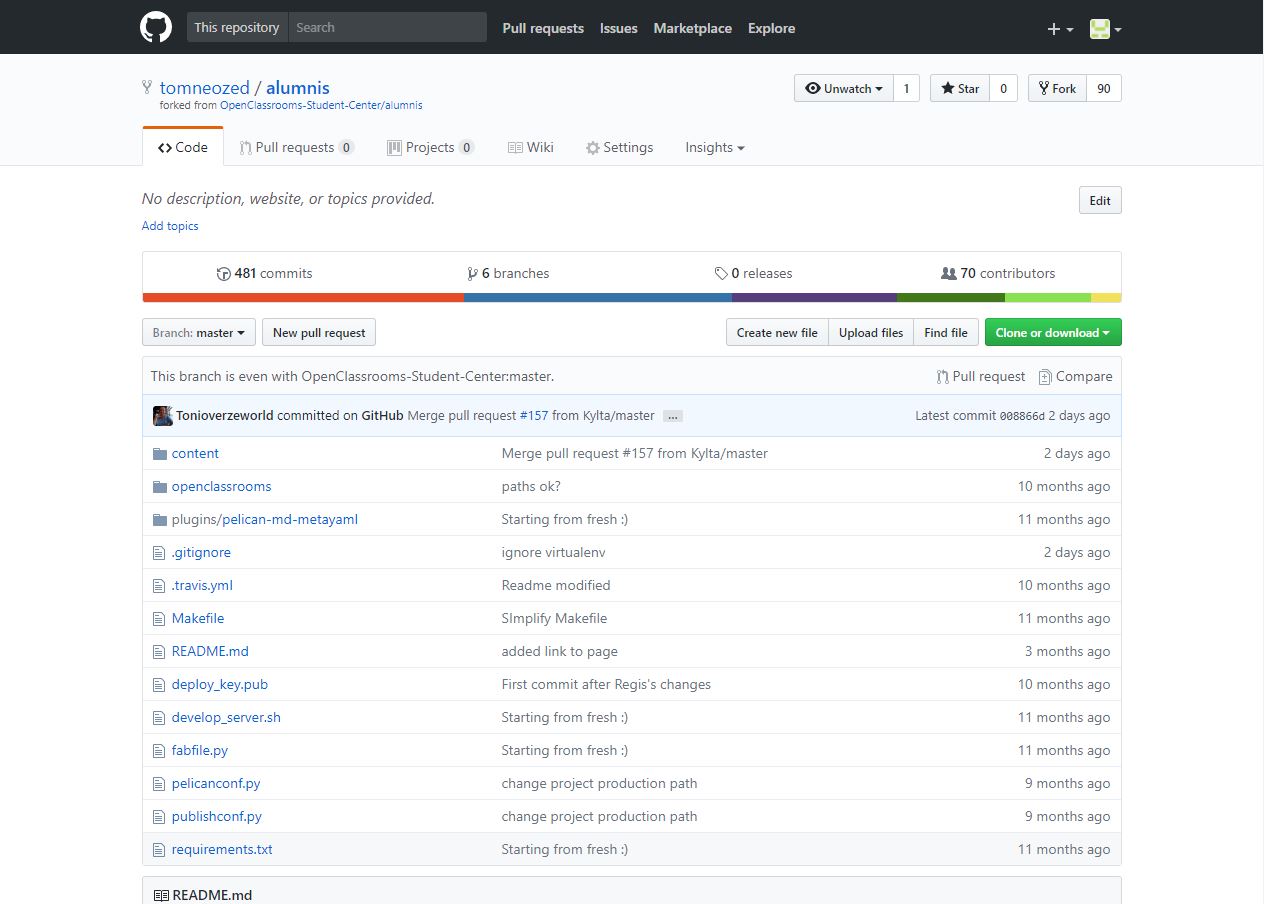 This repository Search Pull requests Issues Marketplace Explore
tomneozed / alumnis Unwatch 1 Star 0 Fork 90
forked from OpenClassrooms-Student-Center/alumnis
Code Pull requests 0 Projects 0 Wiki Settings Insights
No description, website, or topics provided. Edit
Add topics
481 commits 6 branches 0 releases 70 contributors
Branch: master New pull request Create new file Upload files Find file Clone or download
This branch is even with OpenClassrooms-Student-Center:master. Pull request Compare
Tonioverzeworld committed on GitHub Merge pull request #157 from Kylta/master … Latest commit 008866d 2 days ago
content Merge pull request #157 from Kylta/master 2 days ago
openclassrooms paths ok? 10 months ago
plugins/pelican-md-metayaml Starting from fresh :) 11 months ago
.gitignore ignore virtualenv 2 days ago
.travis.yml Readme modified 10 months ago
Makefile SImplify Makefile 11 months ago
README.md added link to page 3 months ago
deploy_key.pub First commit after Regis's changes 10 months ago
develop_server.sh Starting from fresh :) 11 months ago
fabfile.py Starting from fresh :) 11 months ago
pelicanconf.py change project production path 9 months ago
publishconf.py change project production path 9 months ago
requirements.txt Starting from fresh :) 11 months ago
README.md